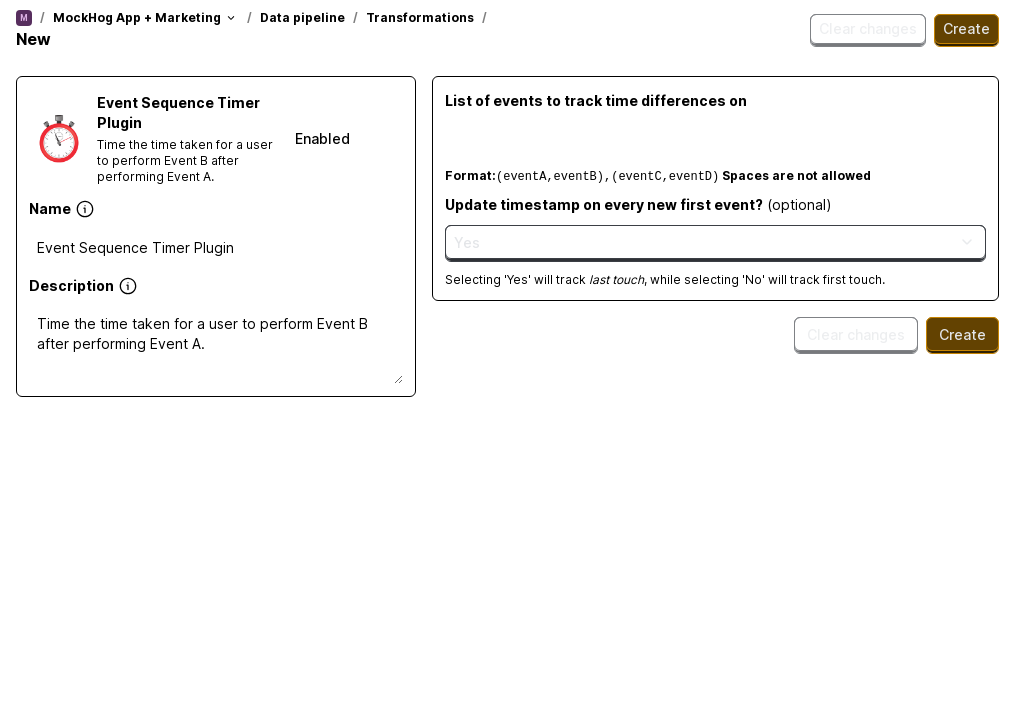 M / MockHog App + Marketing / Data pipeline / Transformations /
New
Clear changes Create
Event Sequence Timer
Plugin
Time the time taken for a user
to perform Event B after
performing Event A.
Enabled
Name
Event Sequence Timer Plugin
Description
Time the time taken for a user to perform Event B
after performing Event A.
List of events to track time differences on
Format:(eventA,eventB),(eventC,eventD) Spaces are not allowed
Update timestamp on every new first event? (optional)
Yes
Selecting 'Yes' will track last touch, while selecting 'No' will track first touch.
Clear changes Create